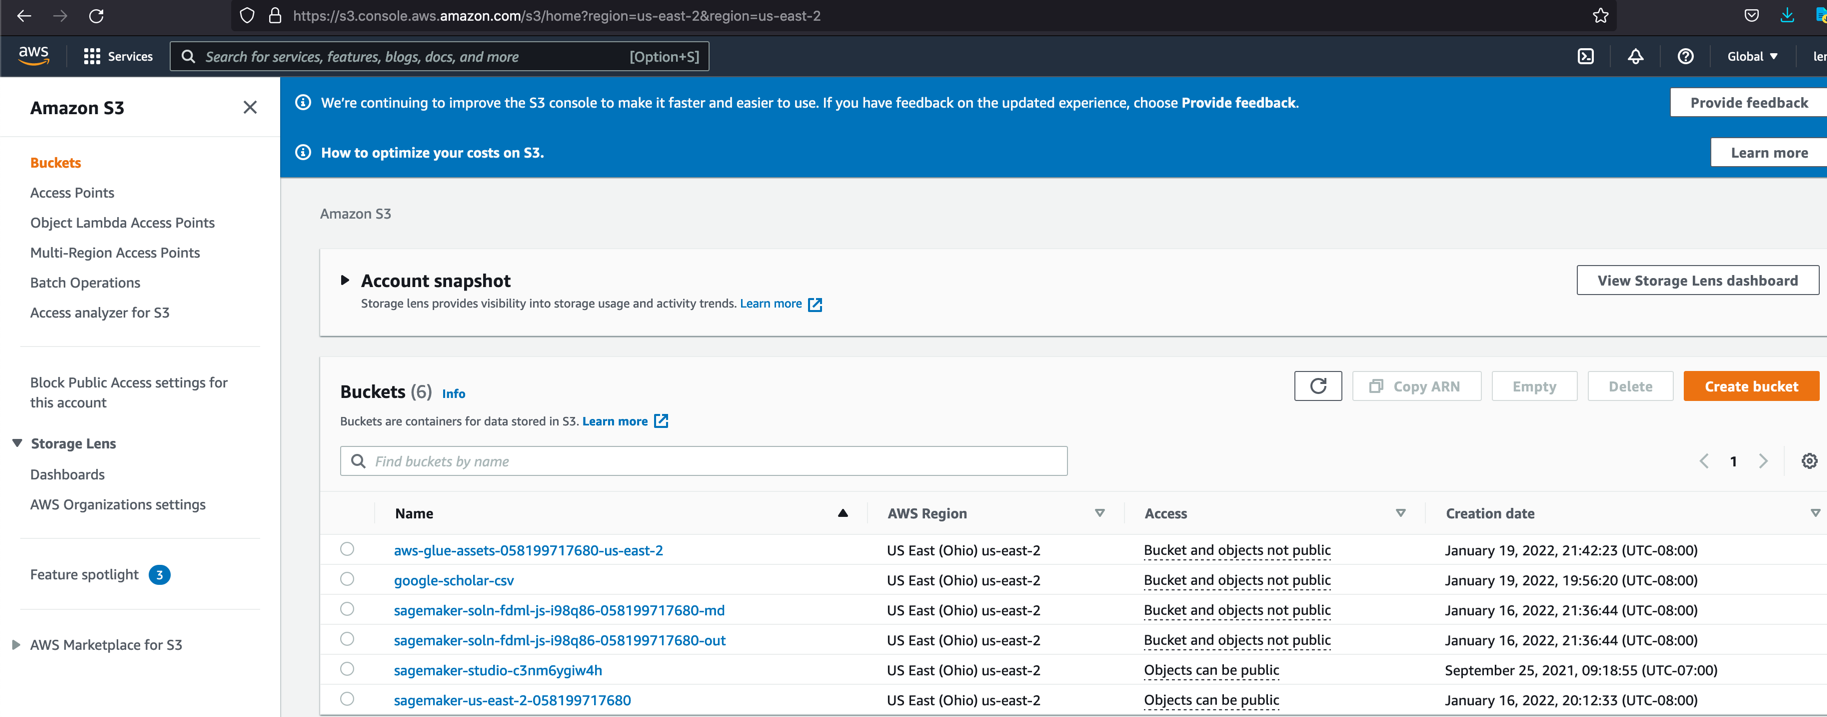 https://s3.console.aws.amazon.com/s3/home?region=us-east-2&region=us-east-2
aws
Services
Search for services, features, blogs, docs, and more
[Option+S]
Global
Amazon S3
Buckets
Access Points
Object Lambda Access Points
Multi-Region Access Points
Batch Operations
Access analyzer for S3
Block Public Access settings for
this account
Storage Lens
Dashboards
AWS Organizations settings
Feature spotlight 3
AWS Marketplace for S3
We're continuing to improve the S3 console to make it faster and easier to use. If you have feedback on the updated experience, choose Provide feedback.
Provide feedback
How to optimize your costs on S3.
Learn more
Amazon S3
Account snapshot
Storage lens provides visibility into storage usage and activity trends. Learn more
View Storage Lens dashboard
Buckets (6) Info
Buckets are containers for data stored in S3. Learn more
Copy ARN
Empty
Delete
Create bucket
Find buckets by name
1
Name AWS Region Access Creation date
aws-glue-assets-058199717680-us-east-2 US East (Ohio) us-east-2 Bucket and objects not public January 19, 2022, 21:42:23 (UTC-08:00)
google-scholar-csv US East (Ohio) us-east-2 Bucket and objects not public January 19, 2022, 19:56:20 (UTC-08:00)
sagemaker-soln-fdml-js-i98q86-058199717680-md US East (Ohio) us-east-2 Bucket and objects not public January 16, 2022, 21:36:44 (UTC-08:00)
sagemaker-soln-fdml-js-i98q86-058199717680-out US East (Ohio) us-east-2 Bucket and objects not public January 16, 2022, 21:36:44 (UTC-08:00)
sagemaker-studio-c3nm6ygiw4h US East (Ohio) us-east-2 Objects can be public September 25, 2021, 09:18:55 (UTC-07:00)
sagemaker-us-east-2-058199717680 US East (Ohio) us-east-2 Objects can be public January 16, 2022, 20:12:33 (UTC-08:00)